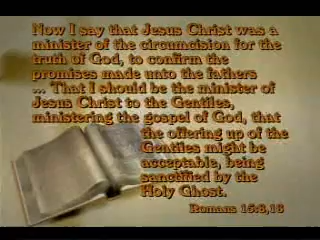 Now I say that Jesus Christ was a
minister of the circumcision for the
truth of God, to confirm the
promises made unto the fathers
... That I should be the minister of
Jesus Christ to the Gentiles,
ministering the gospel of God, that
the offering up of the
Gentiles might be
acceptable, being
sanctified by the
Holy Ghost.
Romans 15:8,16